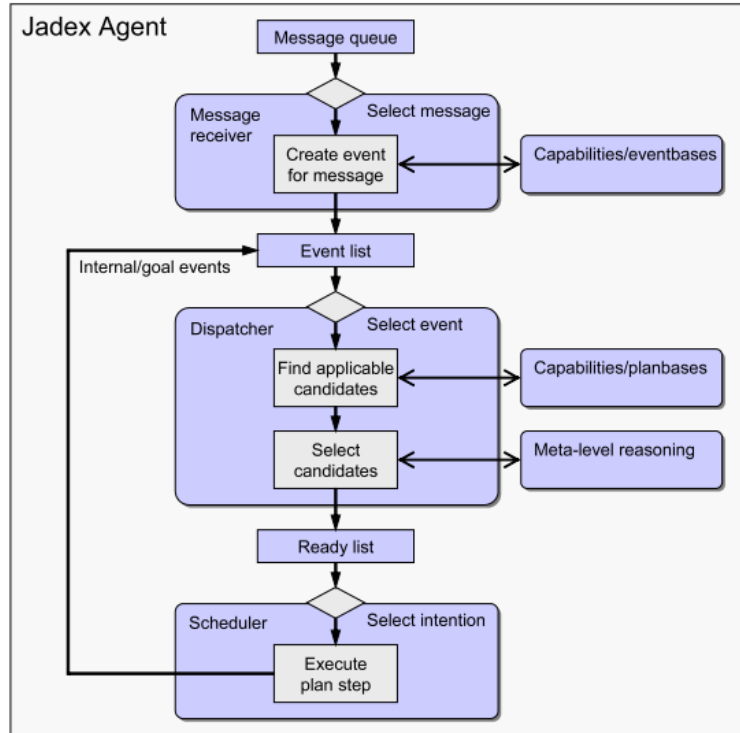 Jadex Agent
Message queue
Message
receiver
Select message
Create event
for message
Capabilities/eventbases
Event list
Internal/goal events
Dispatcher
Select event
Find applicable
candidates
Capabilities/planbases
Select
candidates
Meta-level reasoning
Ready list
Scheduler
Select intention
Execute
plan step